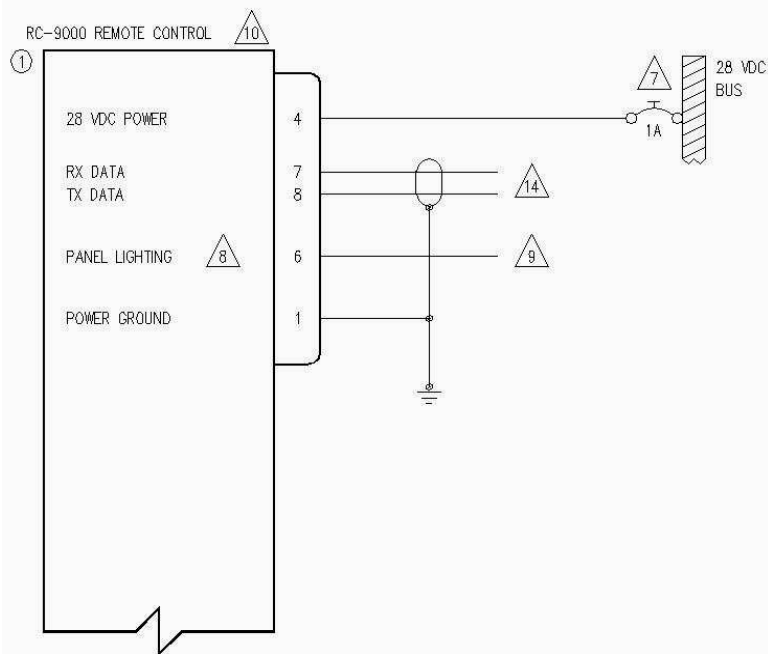 RC-9000 REMOTE CONTROL 10
1
7 28 VDC
BUS
28 VDC POWER 4 1A
RX DATA 7
TX DATA 8 14
PANEL LIGHTING 8 6 9
POWER GROUND 1